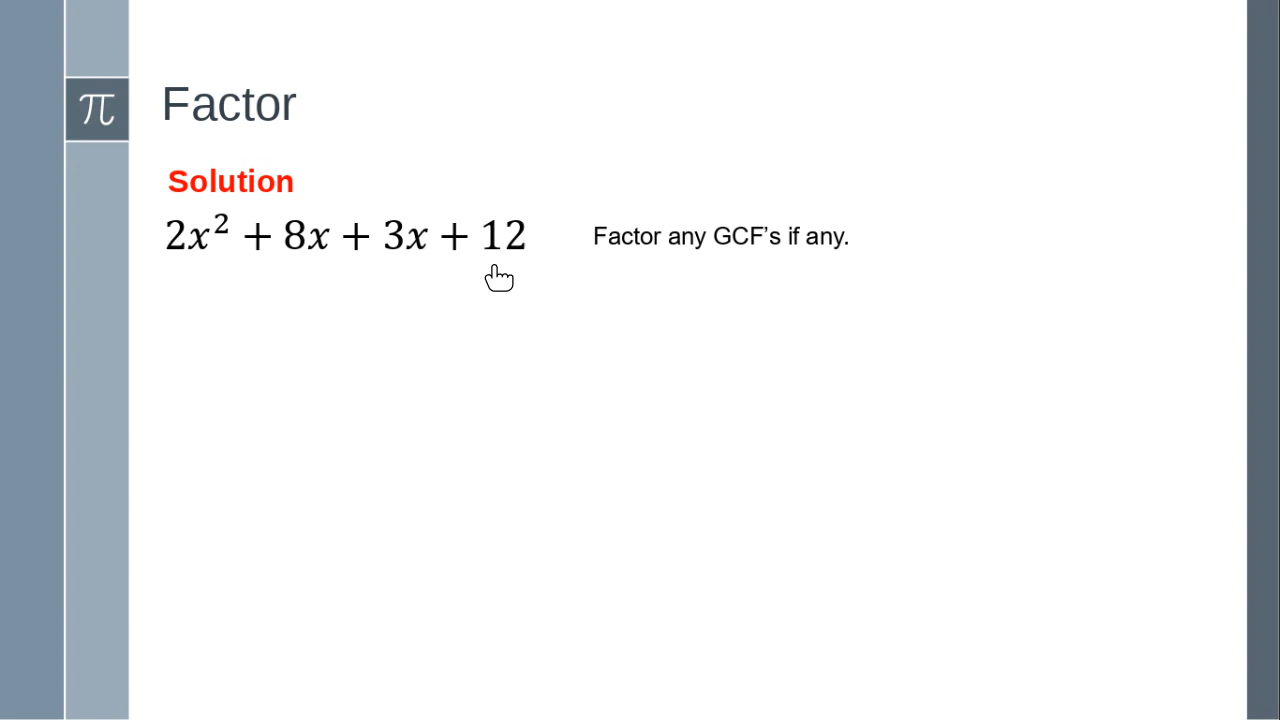 π
Factor
Solution
2x² + 8x + 3x + 12
Factor any GCF’s if any.